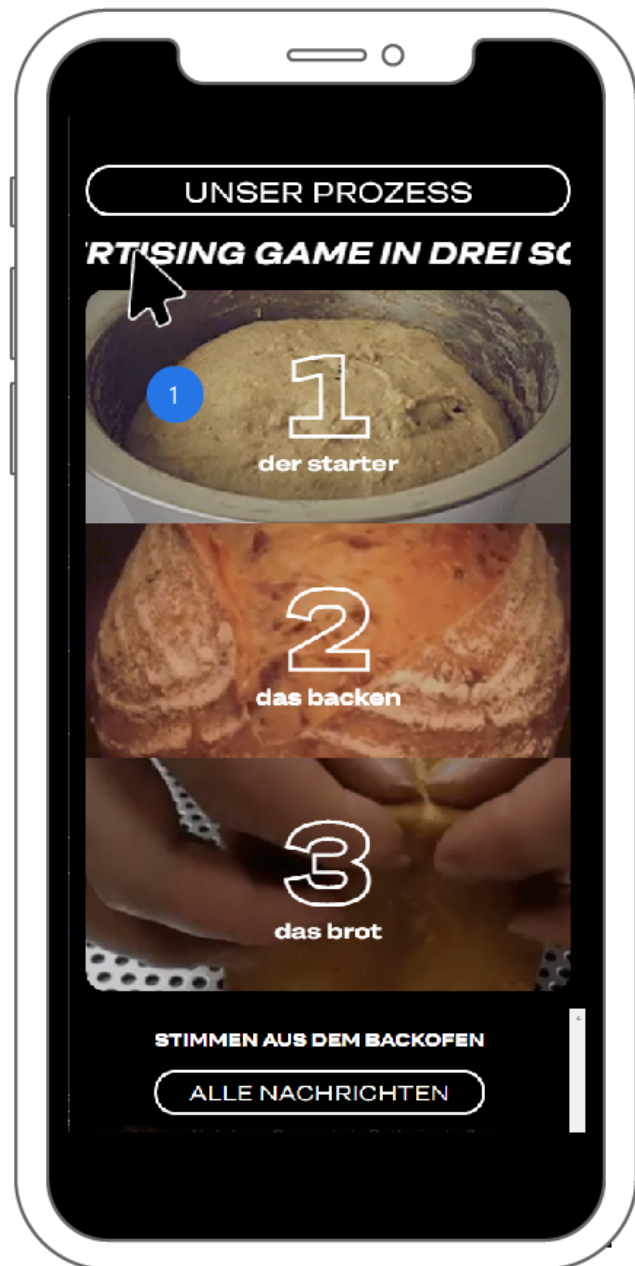 UNSER PROZESS
RTISING GAME IN DREI SC
1
1
der starter
2
das backen
3
das brot
STIMMEN AUS DEM BACKOFEN
ALLE NACHRICHTEN